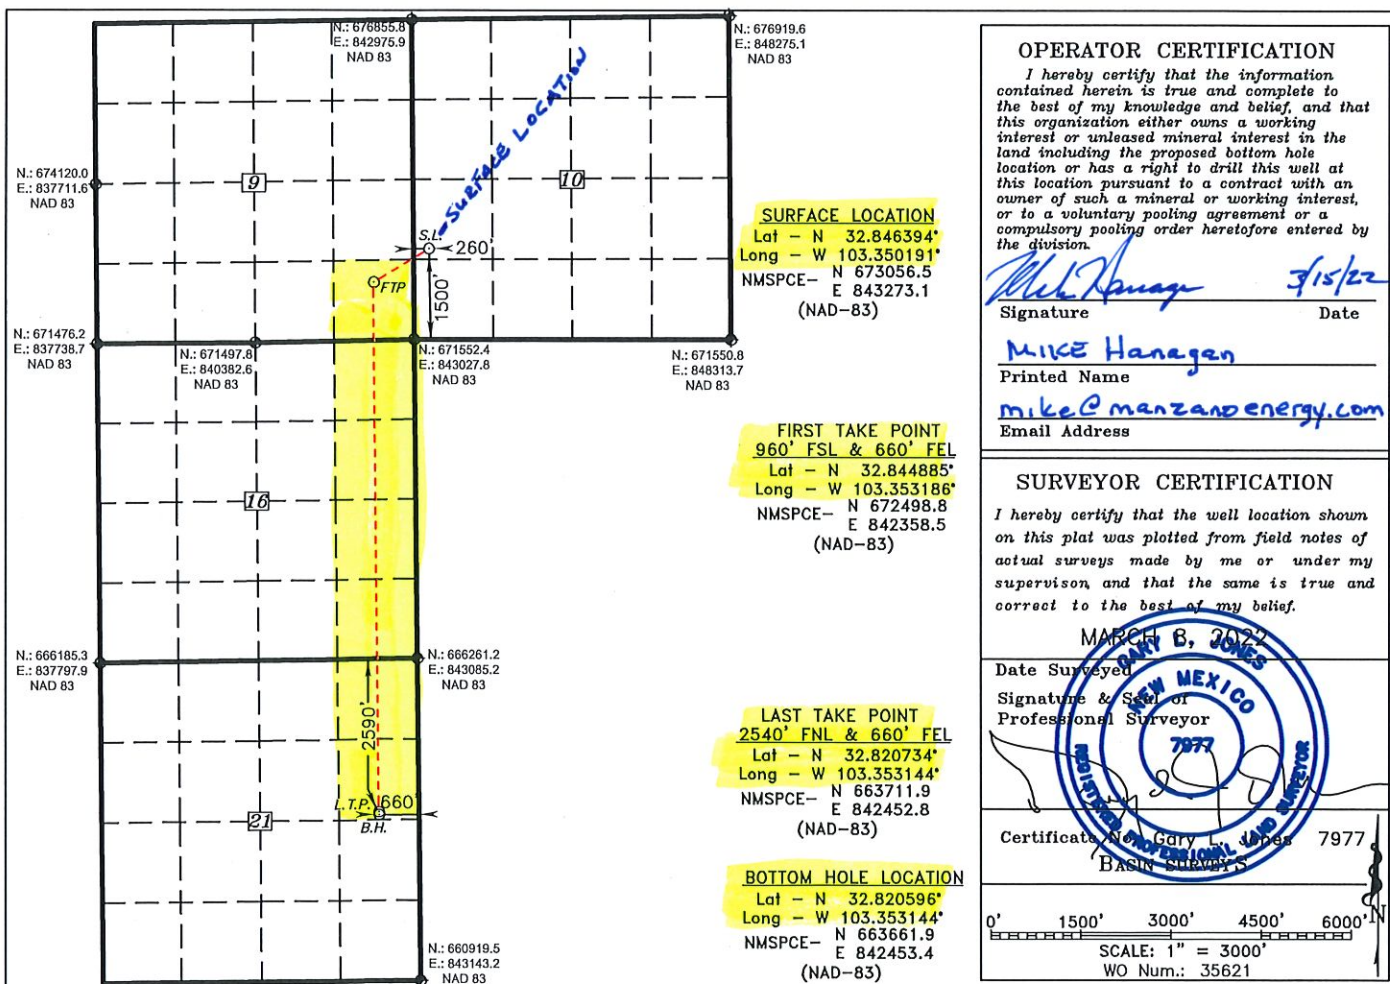 N.: 676855.8
E.: 842975.9
NAD 83
N.: 676919.6
E.: 848275.1
NAD 83
SURFACE LOCATION
N.: 674120.0
E.: 837711.6
NAD 83
9
10
S.L.
260'
FTP
1500'
N.: 671476.2
E.: 837738.7
NAD 83
N.: 671497.8
E.: 840382.6
NAD 83
N.: 671552.4
E.: 843027.8
NAD 83
N.: 671550.8
E.: 848313.7
NAD 83
16
N.: 666185.3
E.: 837797.9
NAD 83
N.: 666261.2
E.: 843085.2
NAD 83
2590'
L.T.P.
660'
B.H.
21
N.: 660919.5
E.: 843143.2
NAD 83
SURFACE LOCATION
Lat - N 32.846394°
Long - W 103.350191°
NMSPCE- N 673056.5
E 843273.1
(NAD-83)
FIRST TAKE POINT
960' FSL & 660' FEL
Lat - N 32.844885°
Long - W 103.353186°
NMSPCE- N 672498.8
E 842358.5
(NAD-83)
LAST TAKE POINT
2540' FNL & 660' FEL
Lat - N 32.820734°
Long - W 103.353144°
NMSPCE- N 663711.9
E 842452.8
(NAD-83)
BOTTOM HOLE LOCATION
Lat - N 32.820596°
Long - W 103.353144°
NMSPCE- N 663661.9
E 842453.4
(NAD-83)
OPERATOR CERTIFICATION
I hereby certify that the information
contained herein is true and complete to
the best of my knowledge and belief, and that
this organization either owns a working
interest or unleased mineral interest in the
land including the proposed bottom hole
location or has a right to drill this well at
this location pursuant to a contract with an
owner of such a mineral or working interest,
or to a voluntary pooling agreement or a
compulsory pooling order heretofore entered by
the division.
Mike Hanagan 3/15/22
Signature Date
MIKE Hanagan
Printed Name
mike@manzanoenergy.com
Email Address
SURVEYOR CERTIFICATION
I hereby certify that the well location shown
on this plat was plotted from field notes of
actual surveys made by me or under my
supervison, and that the same is true and
correct to the best of my belief.
MARCH 8, 2022
Date Surveyed
Signature & Seal of
Professional Surveyor
GARY L. JONES
NEW MEXICO
7977
REGISTERED PROFESSIONAL LAND SURVEYOR
Certificate No. Gary L. Jones 7977
BASIN SURVEYS
0' 1500' 3000' 4500' 6000'
N
SCALE: 1" = 3000'
WO Num.: 35621